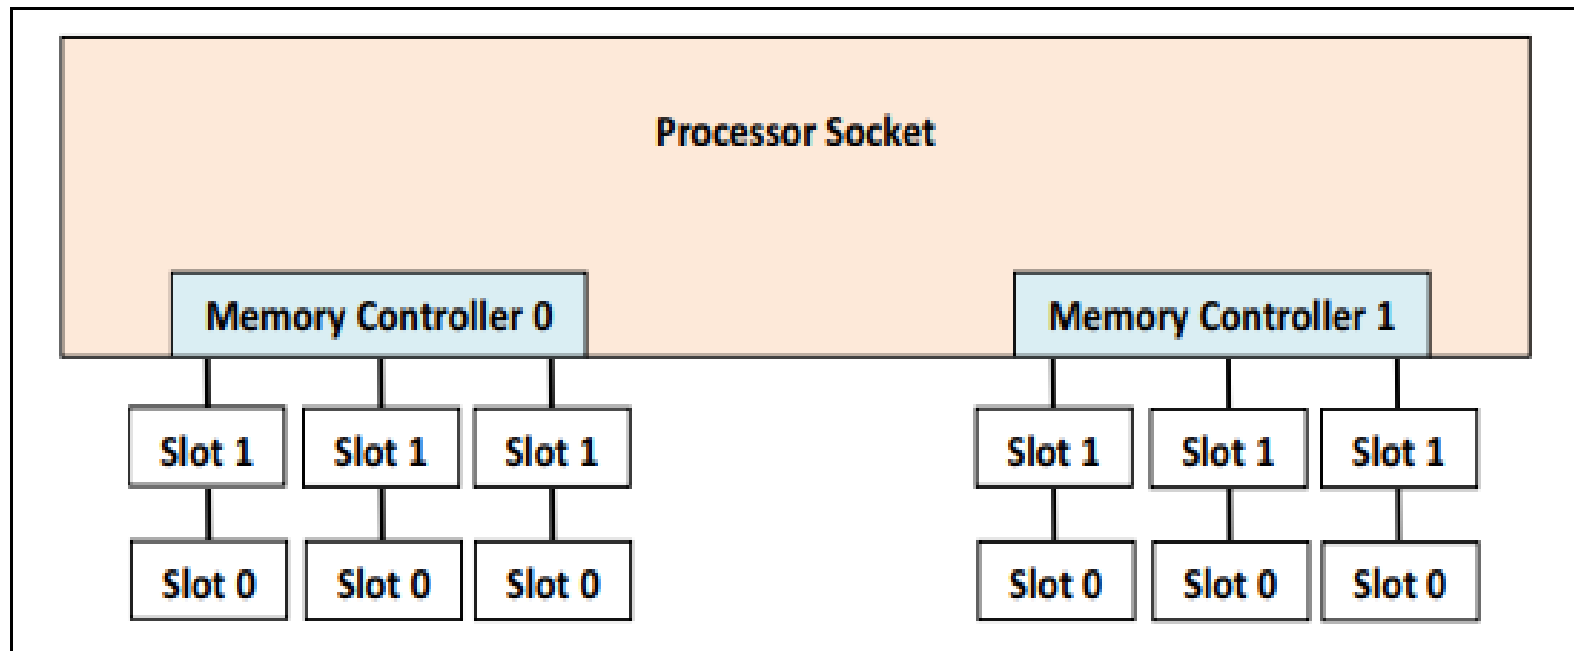 Processor Socket
Memory Controller 0 Memory Controller 1
Slot 1 Slot 1 Slot 1 Slot 1 Slot 1 Slot 1
Slot 0 Slot 0 Slot 0 Slot 0 Slot 0 Slot 0